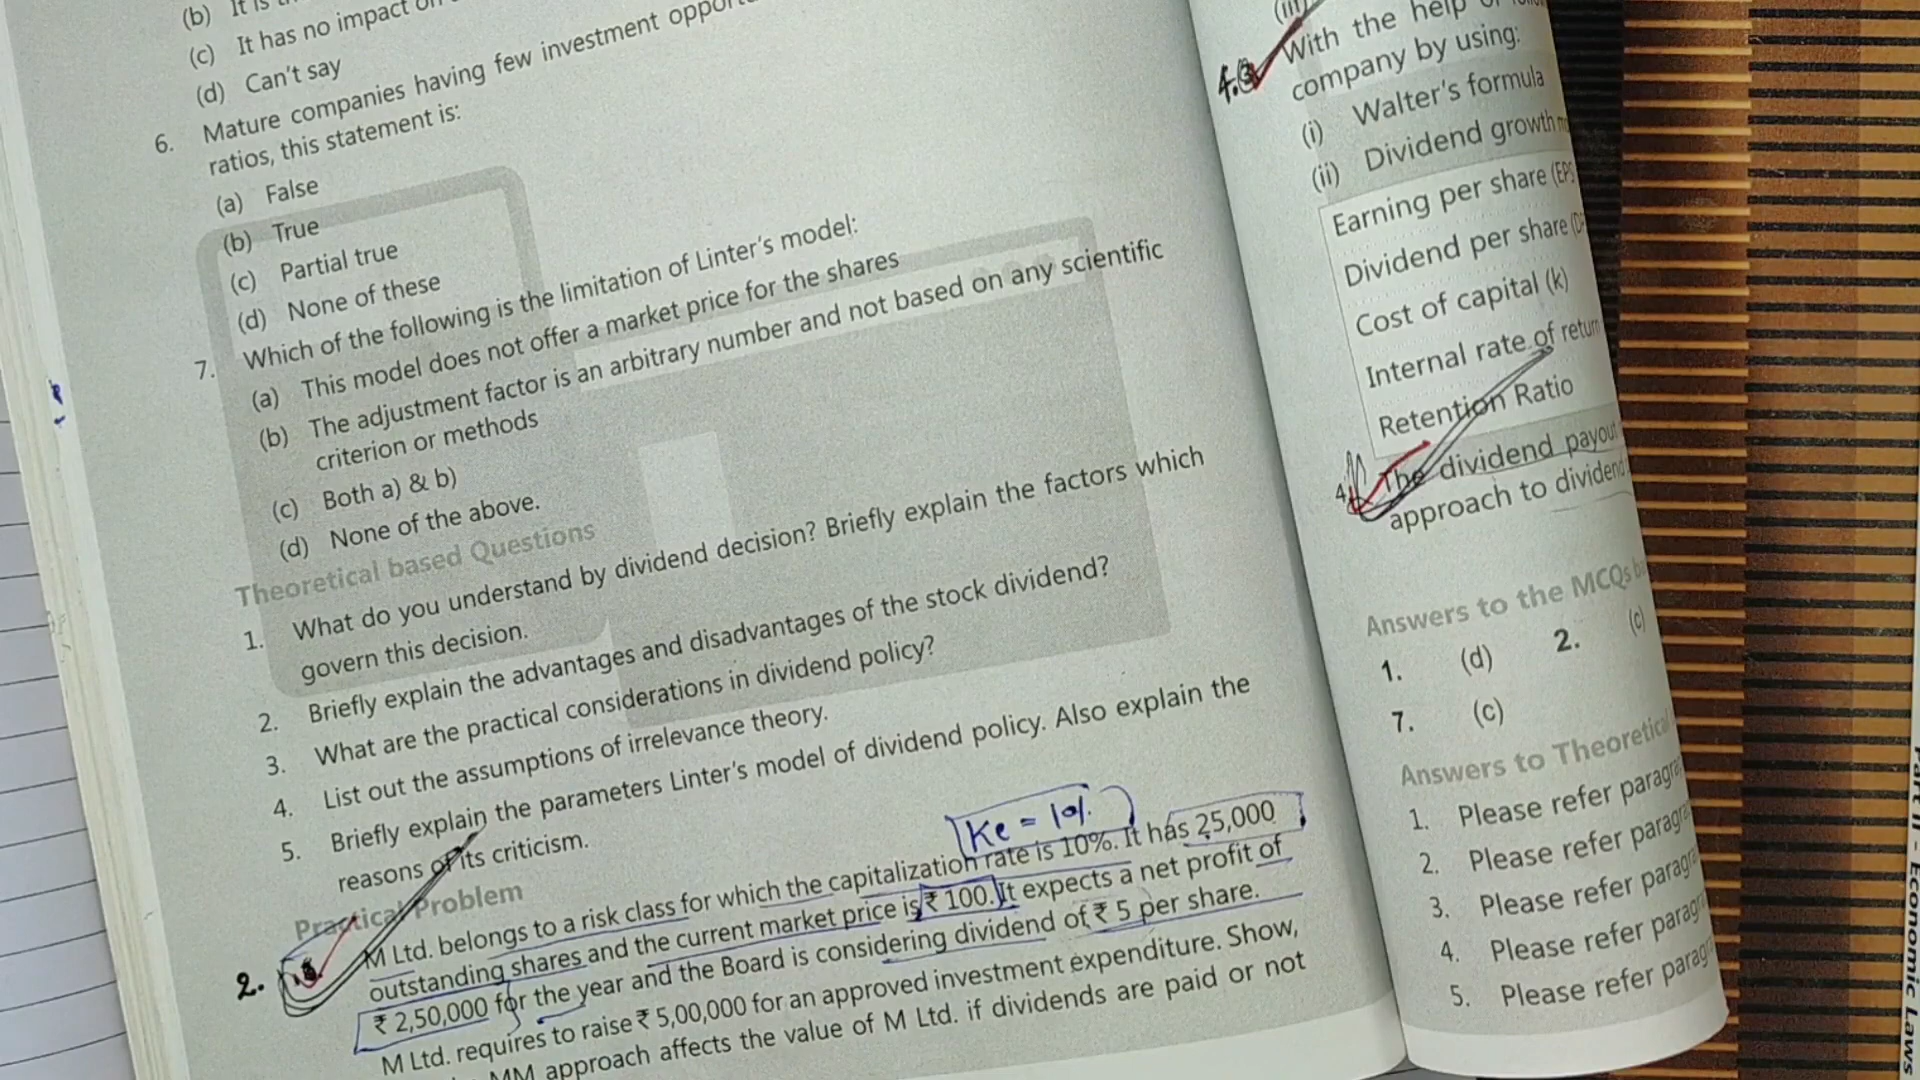 (b) It is
(c) It has no impact on
(d) Can't say
6. Mature companies having few investment
ratios, this statement is:
(a) False
(b) True
(c) Partial true
(d) None of these
7. Which of the following is the limitation of Linter's model:
(a) This model does not offer a market price for the shares
(b) The adjustment factor is an arbitrary number and not based on any scientific
criterion or methods
(c) Both a) & b)
(d) None of the above.
Theoretical based Questions
1. What do you understand by dividend decision? Briefly explain the factors which
govern this decision.
2. Briefly explain the advantages and disadvantages of the stock dividend?
3. What are the practical considerations in dividend policy?
4. List out the assumptions of irrelevance theory.
5. Briefly explain the parameters Linter's model of dividend policy. Also explain the
reasons of its criticism.
Ke = 10%
Practical Problem
2. M Ltd. belongs to a risk class for which the capitalization rate is 10%. It has 25,000
outstanding shares and the current market price is ₹ 100. It expects a net profit of
₹ 2,50,000 for the year and the Board is considering dividend of ₹ 5 per share.
M Ltd. requires to raise ₹ 5,00,000 for an approved investment expenditure. Show,
MM approach affects the value of M Ltd. if dividends are paid or not
(iii)
4. With the help of
company by using:
(i) Walter's formula
(ii) Dividend growth
Earning per share (EPS
Dividend per share
Cost of capital (k)
Internal rate of return
Retention Ratio
4. The dividend payout
approach to dividend
Answers to the MCQs
1. (d) 2. (c)
7. (c)
Answers to Theoretical
1. Please refer
2. Please refer
3. Please refer
4. Please refer
5. Please refer
Part II - Economic Laws